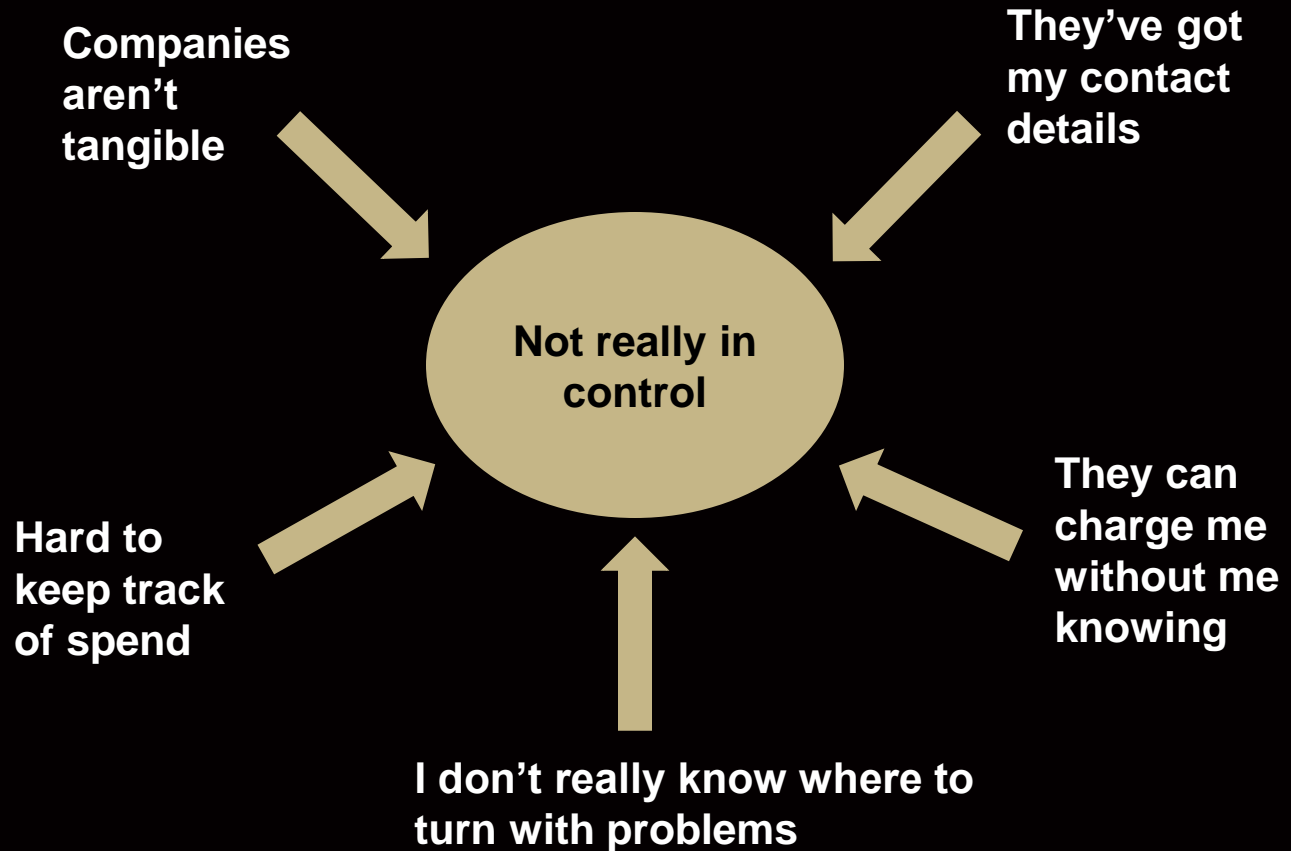 Companies
aren’t
tangible
They’ve got
my contact
details
Not really in
control
Hard to
keep track
of spend
They can
charge me
without me
knowing
I don’t really know where to
turn with problems